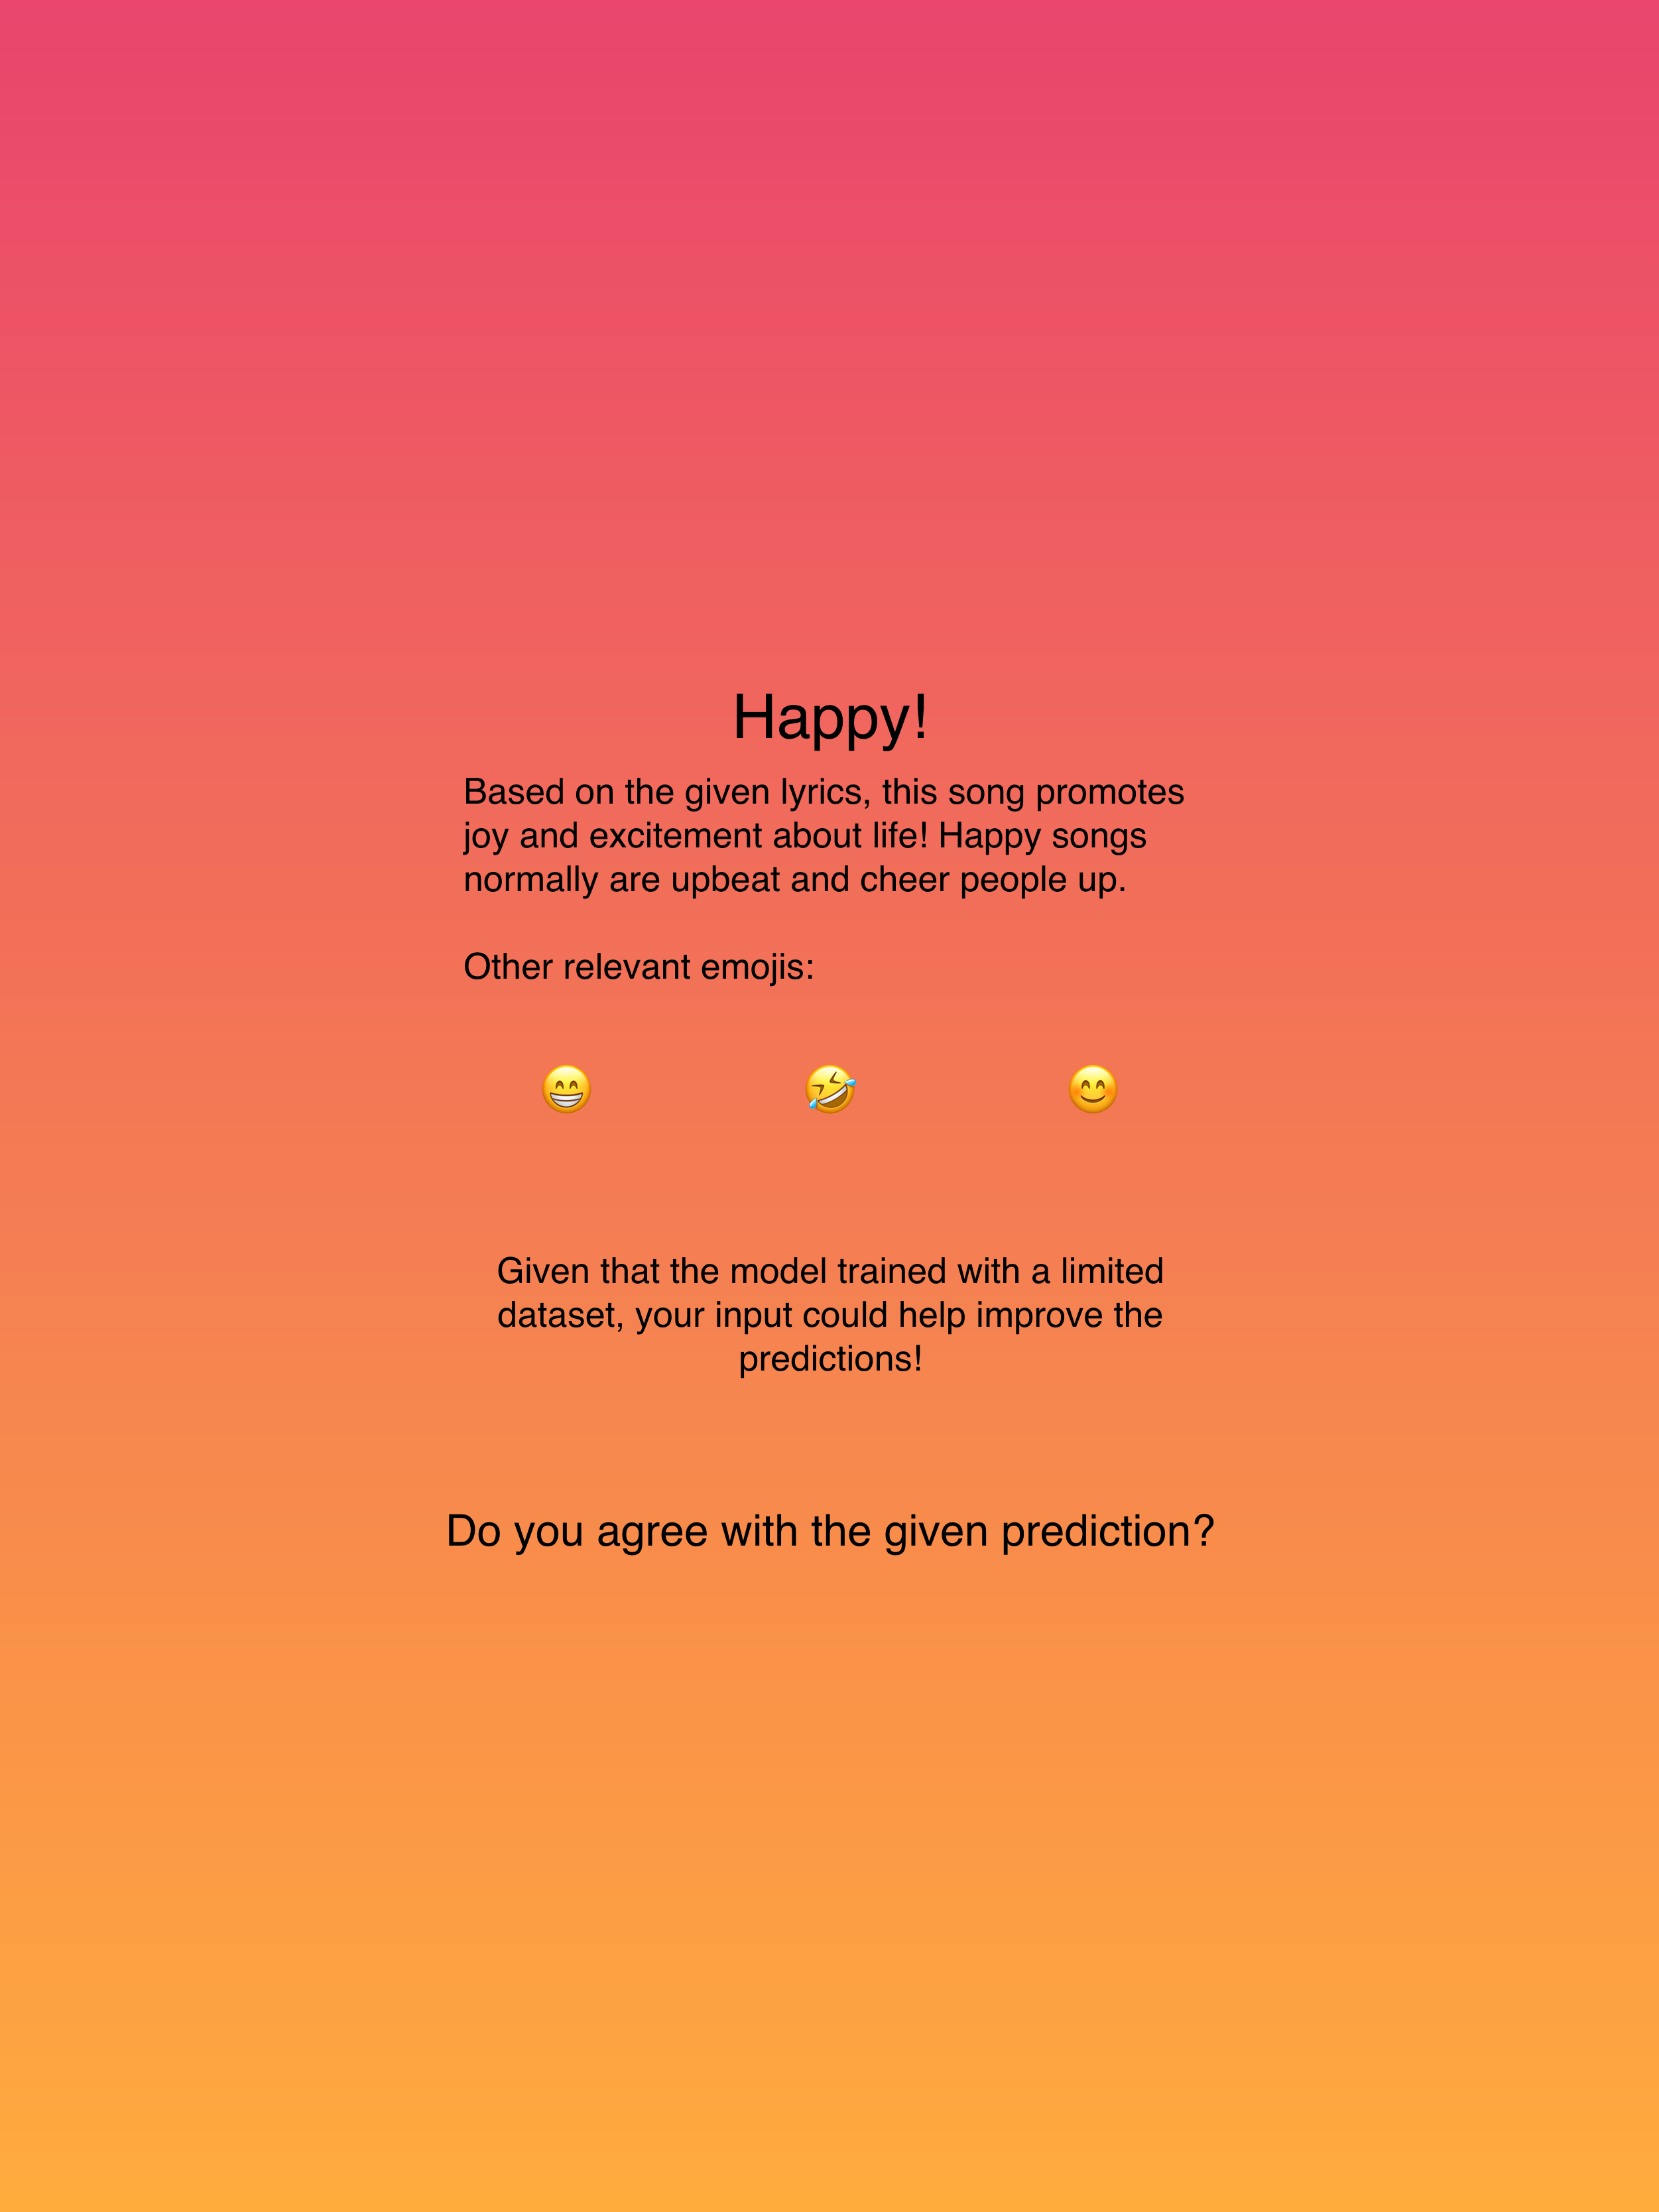 Happy!
Based on the given lyrics, this song promotes
joy and excitement about life! Happy songs
normally are upbeat and cheer people up.
Other relevant emojis:
😁 🤣 😊
Given that the model trained with a limited
dataset, your input could help improve the
predictions!
Do you agree with the given prediction?